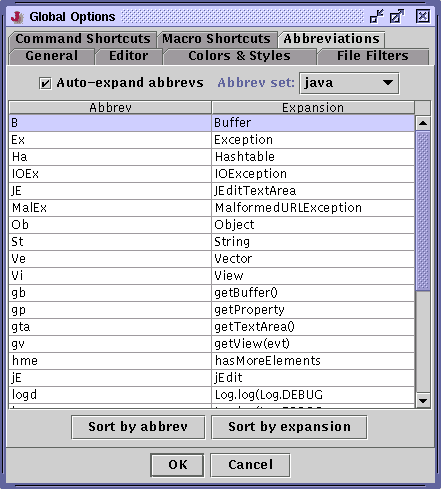 Global Options
Command Shortcuts Macro Shortcuts Abbreviations
General Editor Colors & Styles File Filters
Auto-expand abbrevs Abbrev set: java
Abbrev Expansion
B Buffer
Ex Exception
Ha Hashtable
IOEx IOException
JE JEditTextArea
MalEx MalformedURLException
Ob Object
St String
Ve Vector
Vi View
gb getBuffer()
gp getProperty
gta getTextArea()
gv getView(evt)
hme hasMoreElements
jE jEdit
logd Log.log(Log.DEBUG
Sort by abbrev Sort by expansion
OK Cancel